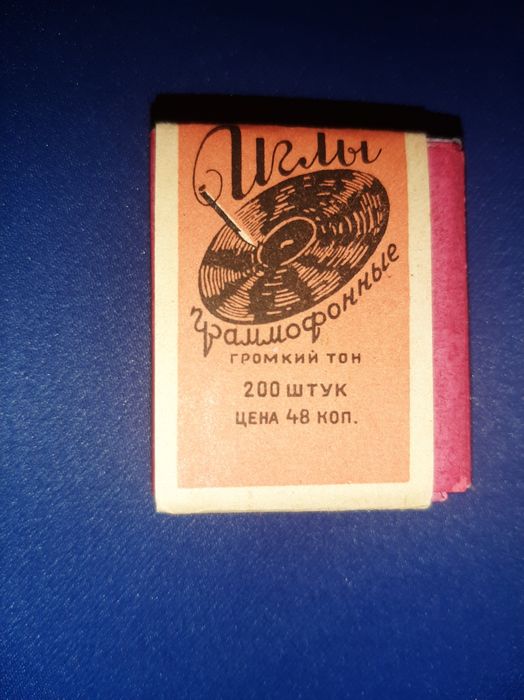 Иглы
Граммофонные
ГРОМКИЙ ТОН
200 ШТУК
ЦЕНА 48 КОП.